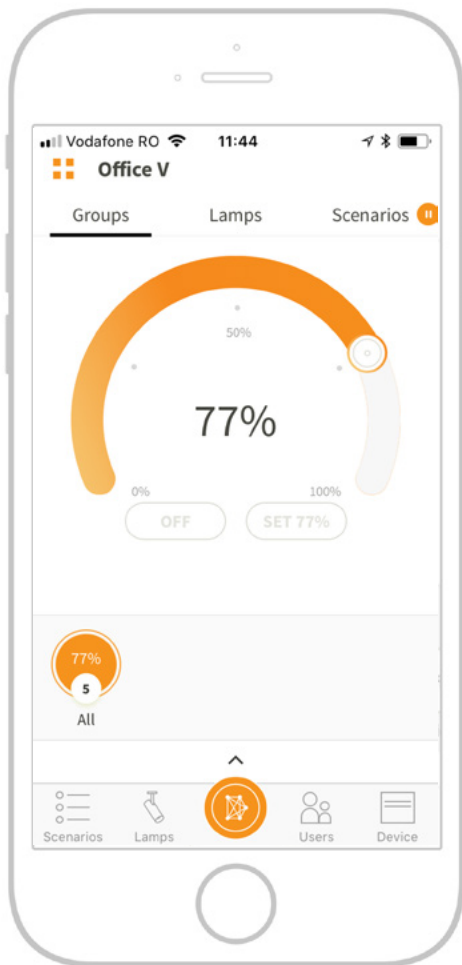 Vodafone RO 11:44
Office V
Groups Lamps Scenarios
50%
77%
0% 100%
OFF SET 77%
77%
5
All
Scenarios Lamps Users Device